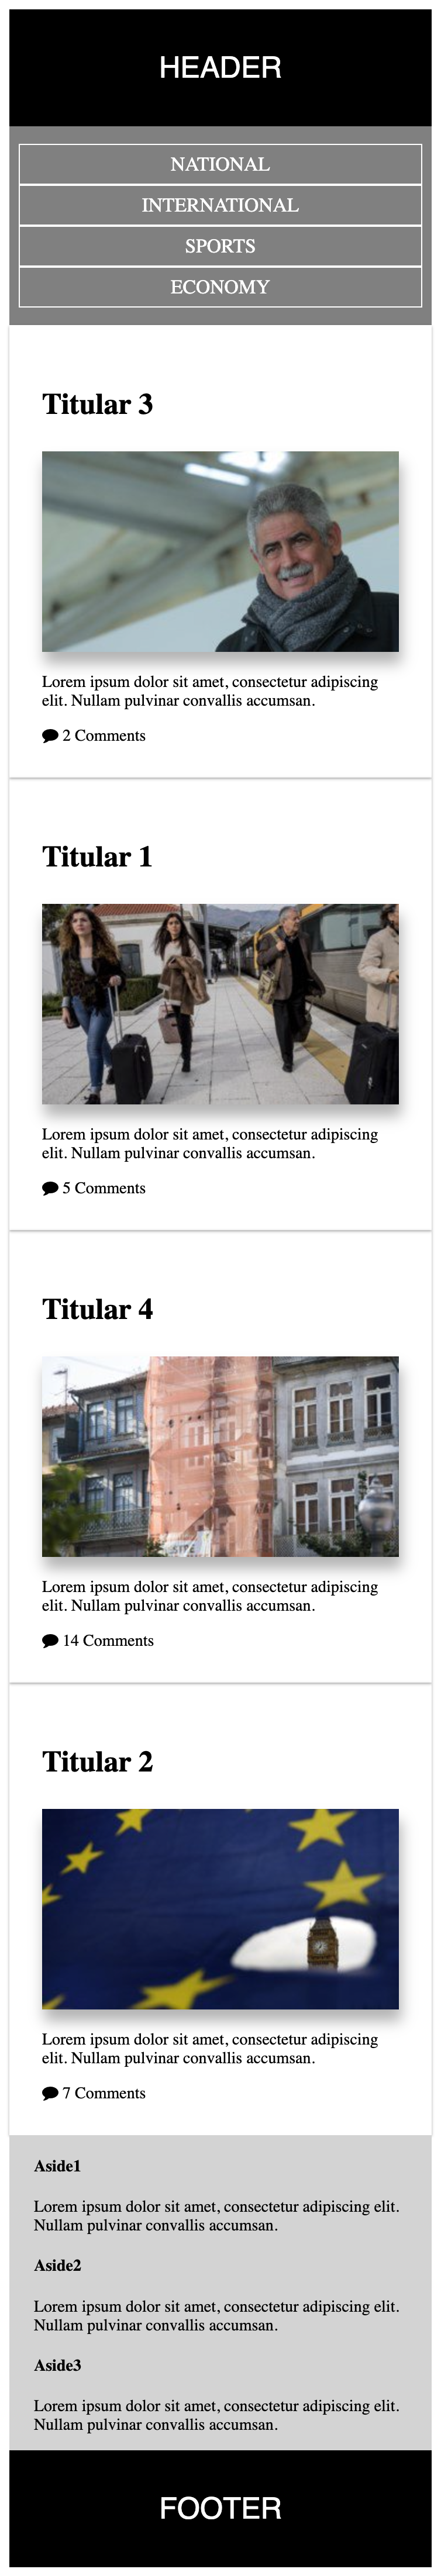 HEADER
NATIONAL
INTERNATIONAL
SPORTS
ECONOMY
Titular 3
Lorem ipsum dolor sit amet, consectetur adipiscing
elit. Nullam pulvinar convallis accumsan.
2 Comments
Titular 1
Lorem ipsum dolor sit amet, consectetur adipiscing
elit. Nullam pulvinar convallis accumsan.
5 Comments
Titular 4
Lorem ipsum dolor sit amet, consectetur adipiscing
elit. Nullam pulvinar convallis accumsan.
14 Comments
Titular 2
Lorem ipsum dolor sit amet, consectetur adipiscing
elit. Nullam pulvinar convallis accumsan.
7 Comments
Aside1
Lorem ipsum dolor sit amet, consectetur adipiscing elit.
Nullam pulvinar convallis accumsan.
Aside2
Lorem ipsum dolor sit amet, consectetur adipiscing elit.
Nullam pulvinar convallis accumsan.
Aside3
Lorem ipsum dolor sit amet, consectetur adipiscing elit.
Nullam pulvinar convallis accumsan.
FOOTER